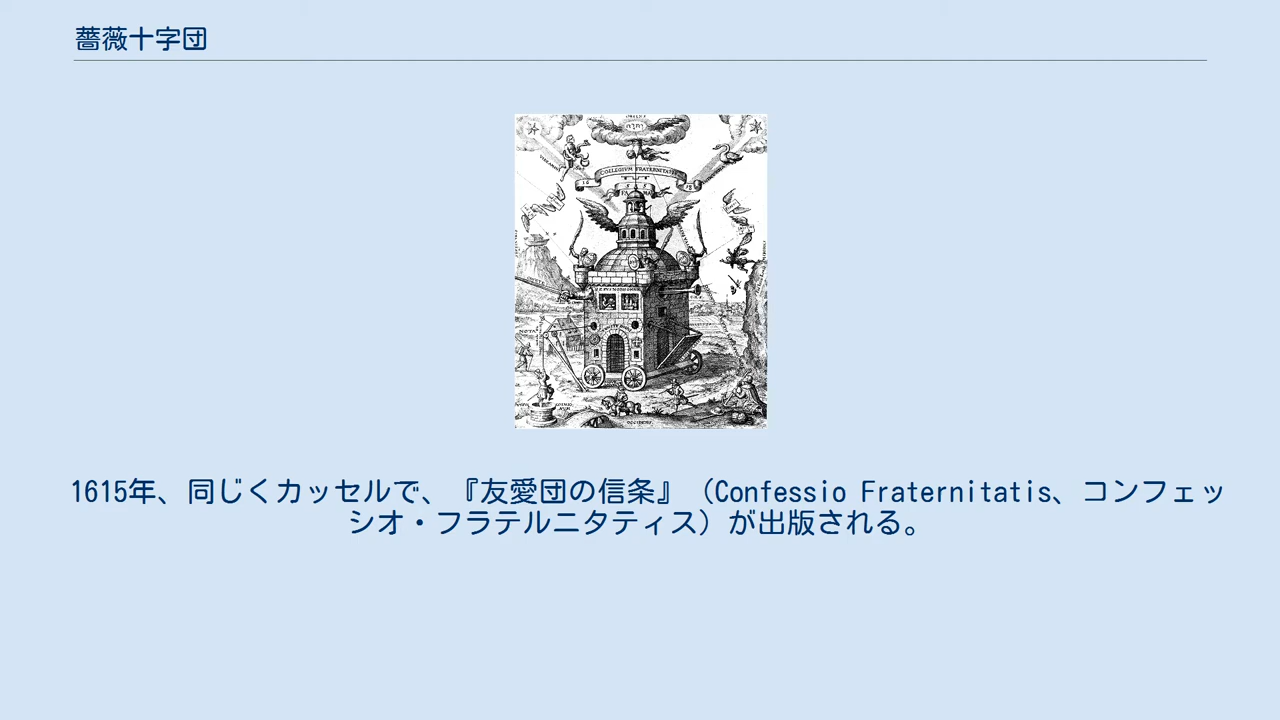 薔薇十字団
COLLEGIVM FRATERNITATIS
1615年、同じくカッセルで、『友愛団の信条』（Confessio Fraternitatis、コンフェッ
シオ・フラテルニタティス）が出版される。